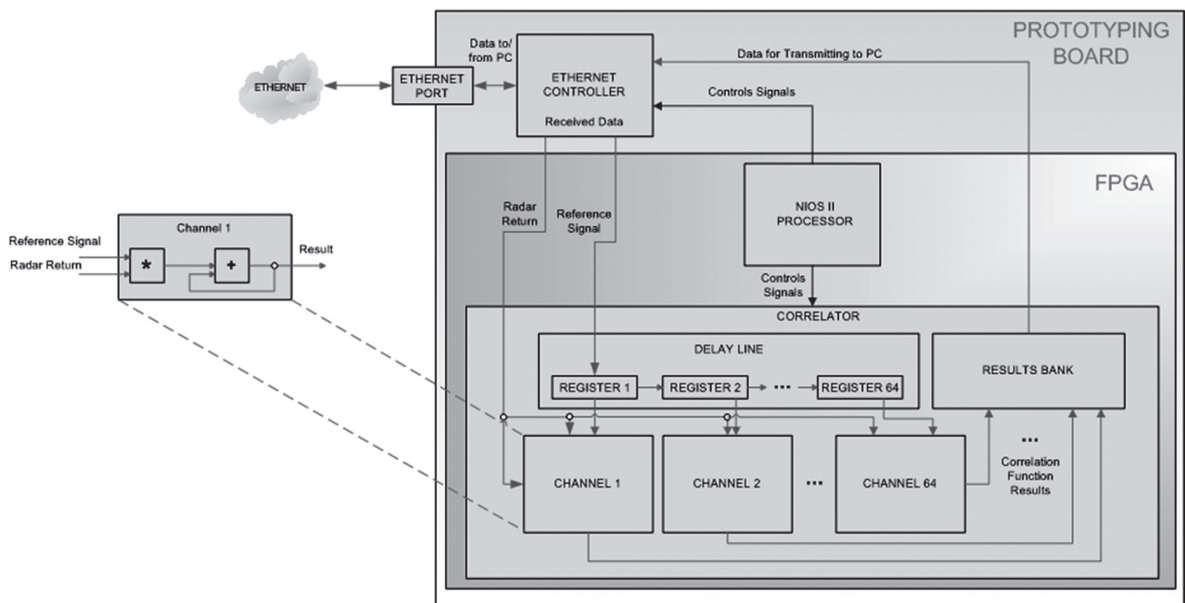 PROTOTYPING
BOARD
Data to/
from PC
Data for Transmitting to PC
ETHERNET
ETHERNET
PORT
ETHERNET
CONTROLLER
Received Data
Controls Signals
FPGA
NIOS II
PROCESSOR
Radar
Return
Reference
Signal
Channel 1
Reference Signal
Radar Return
*
+
Result
Controls
Signals
CORRELATOR
DELAY LINE
REGISTER 1
REGISTER 2
...
REGISTER 64
RESULTS BANK
CHANNEL 1
CHANNEL 2
...
CHANNEL 64
...
Correlation
Function
Results